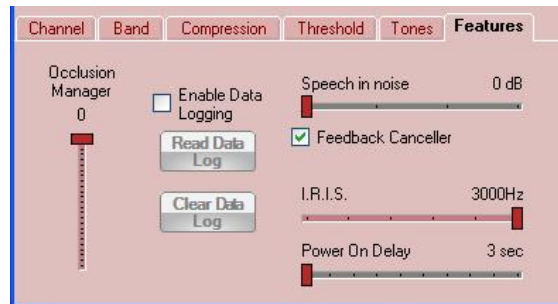 Channel Band Compression Threshold Tones Features
Occlusion
Manager
0
Enable Data
Logging
Read Data
Log
Clear Data
Log
Speech in noise 0 dB
Feedback Canceller
I.R.I.S. 3000Hz
Power On Delay 3 sec